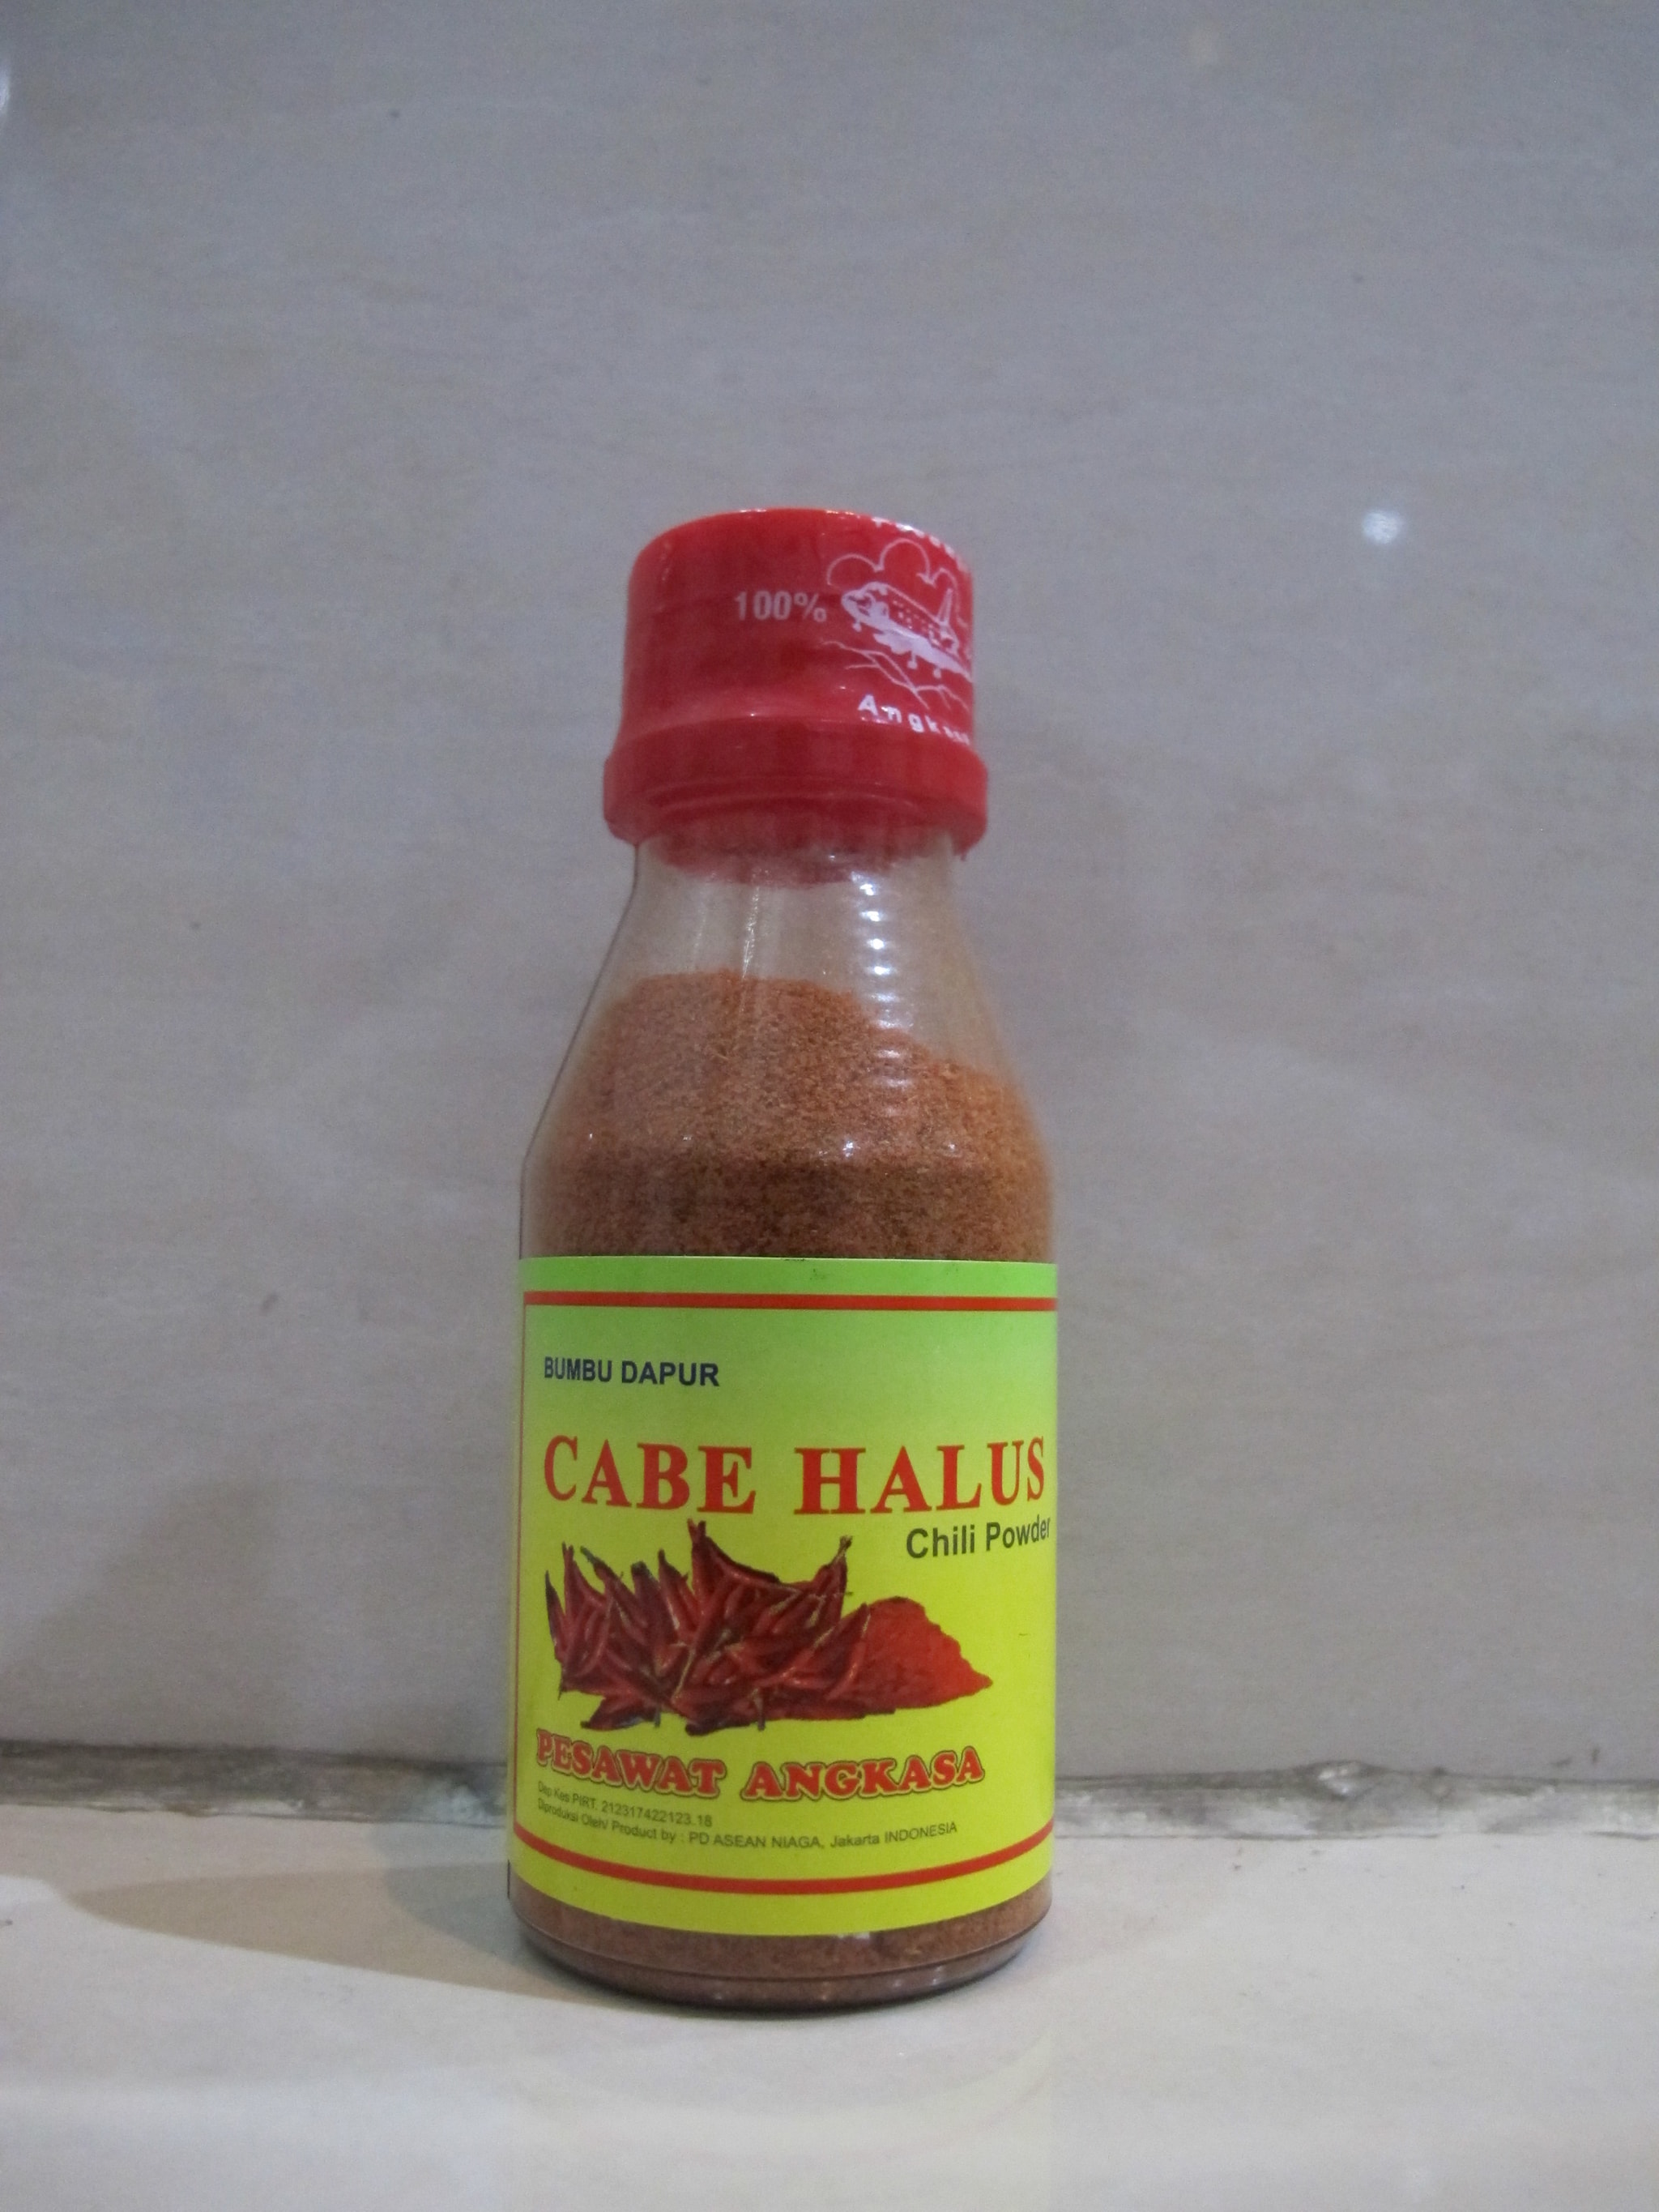 100%
Angkasa
BUMBU DAPUR
CABE HALUS
Chili Powder
PESAWAT ANGKASA
Dep Kes PIRT. 212317422123.18
Diproduksi Oleh/ Product by : PD ASEAN NIAGA, Jakarta INDONESIA